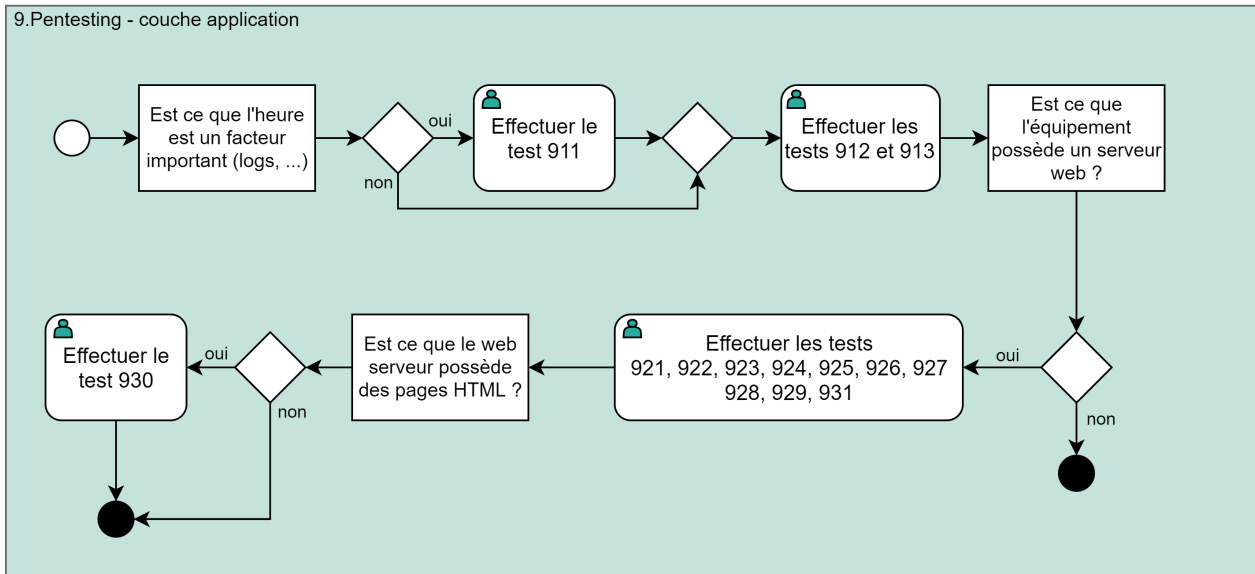 9.Pentesting - couche application
Est ce que l'heure
est un facteur
important (logs, ...)
oui
non
Effectuer le
test 911
Effectuer les
tests 912 et 913
Est ce que
l'équipement
possède un serveur
web ?
oui
non
Effectuer les tests
921, 922, 923, 924, 925, 926, 927
928, 929, 931
Est ce que le web
serveur possède
des pages HTML ?
oui
non
Effectuer le
test 930